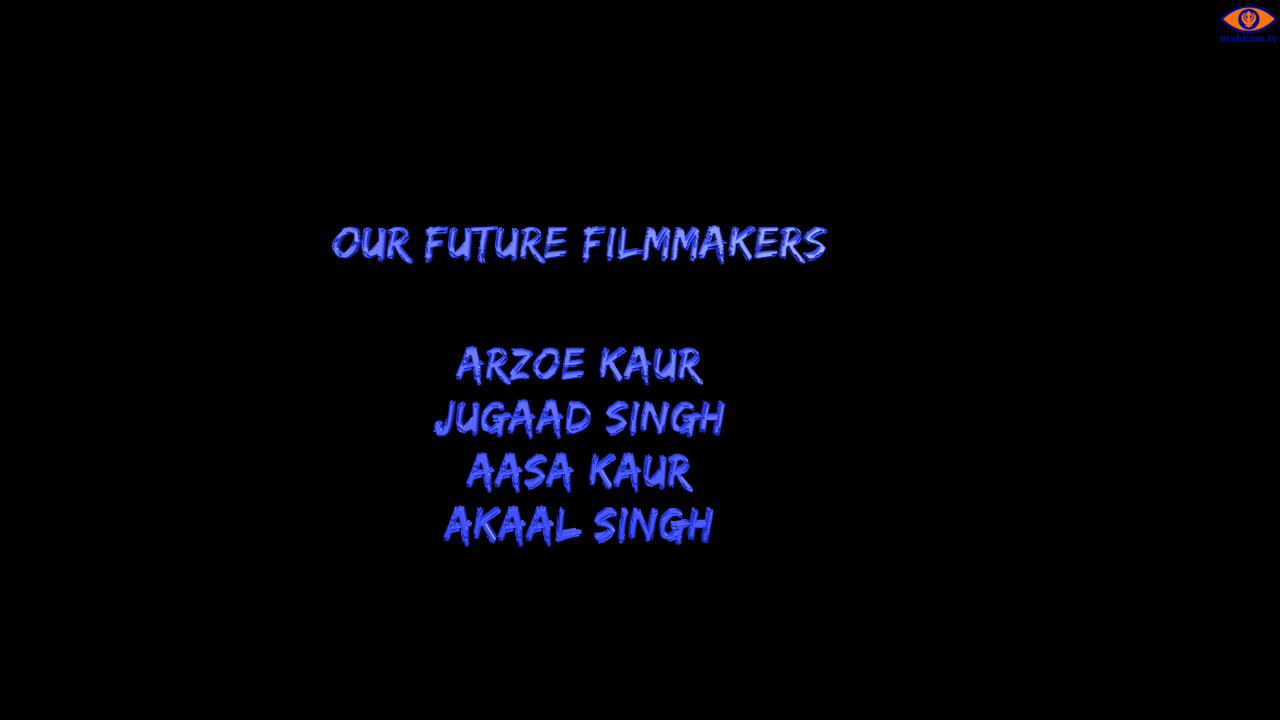 OUR FUTURE FILMMAKERS
ARZOE KAUR
JUGAAD SINGH
AASA KAUR
AKAAL SINGH